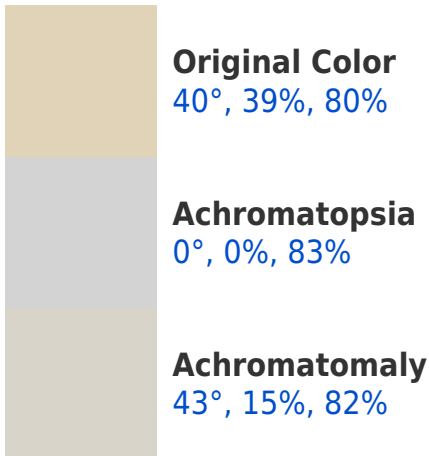 Original Color
40°, 39%, 80%
Achromatopsia
0°, 0%, 83%
Achromatomaly
43°, 15%, 82%